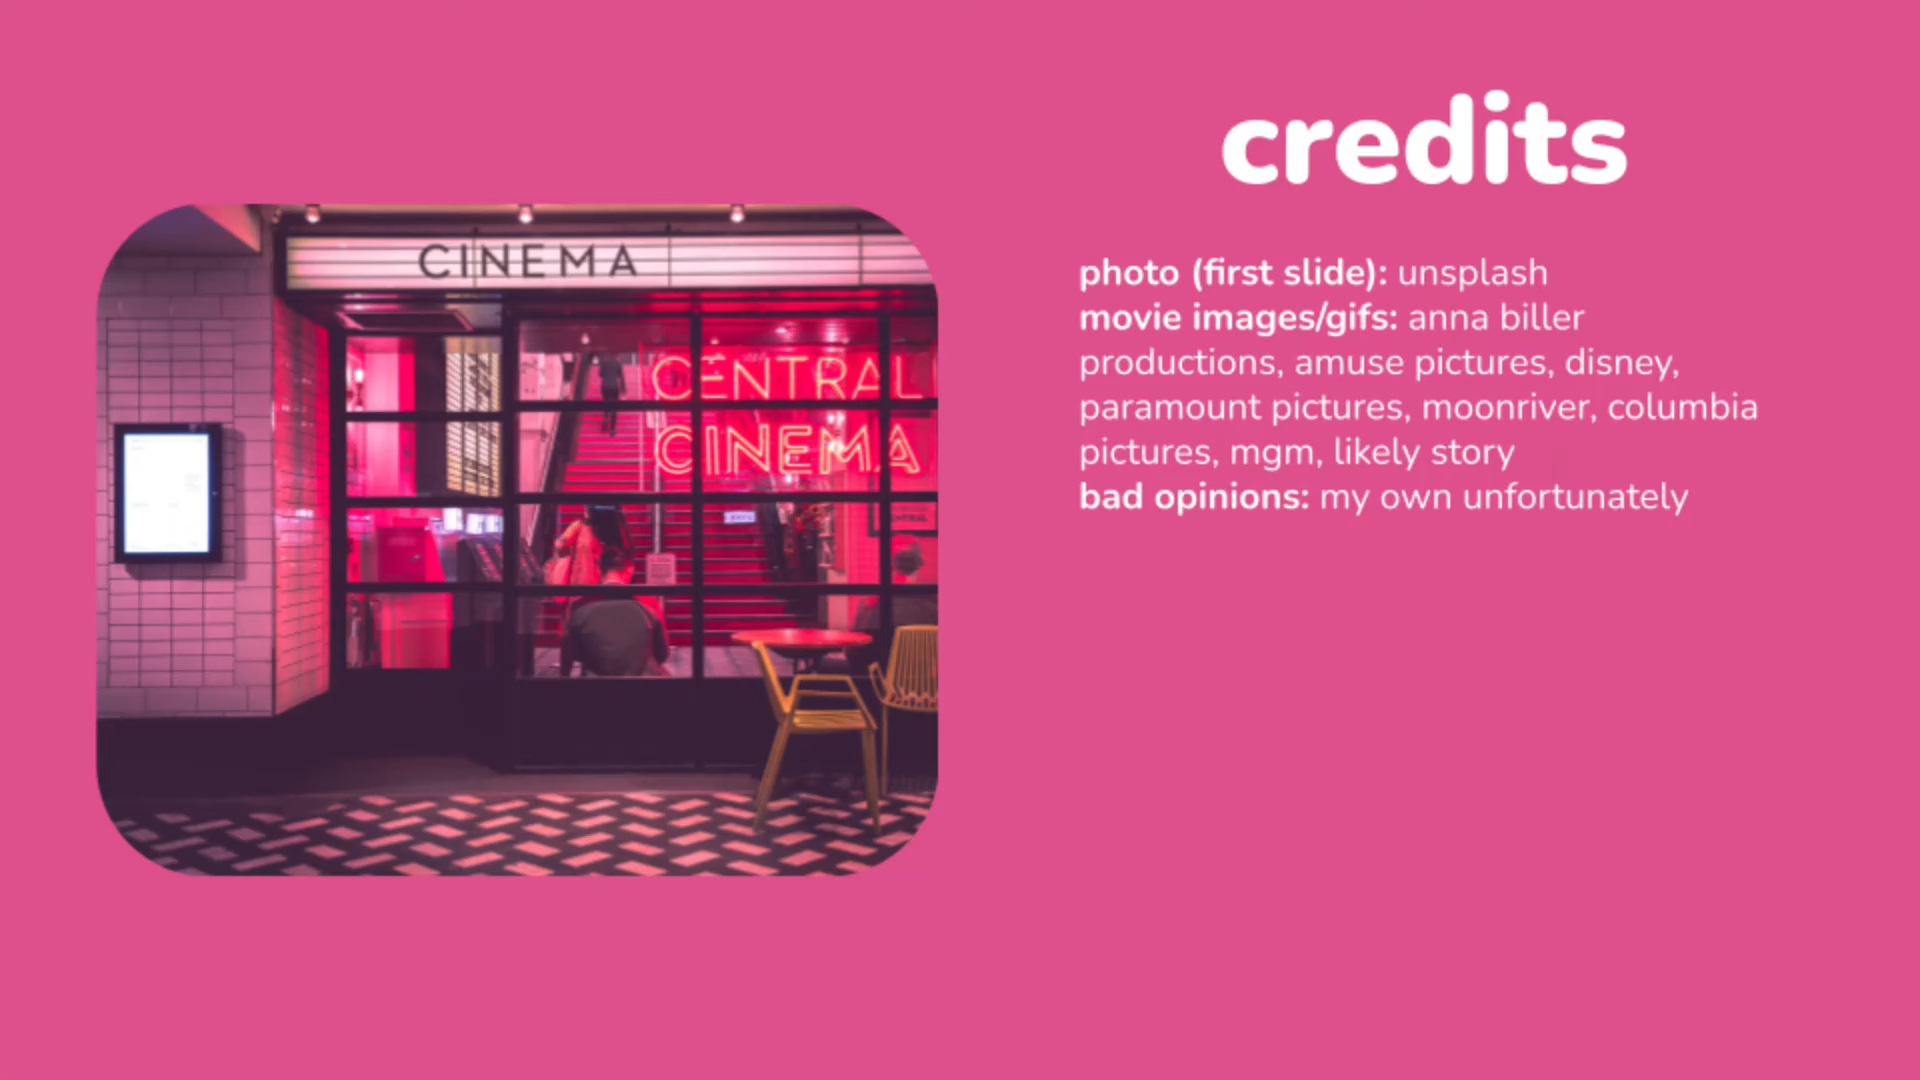 credits
CINEMA
CENTRAL
CINEMA
photo (first slide): unsplash
movie images/gifs: anna biller
productions, amuse pictures, disney,
paramount pictures, moonriver, columbia
pictures, mgm, likely story
bad opinions: my own unfortunately